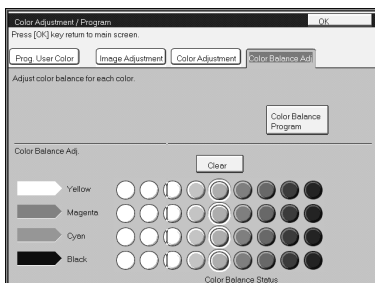 Color Adjustment / Program
OK
Press [OK] key return to main screen.
Prog. User Color
Image Adjustment
Color Adjustment
Color Balance Adj.
Adjust color balance for each color.
Color Balance
Program
Color Balance Adj.
Clear
Yellow
Magenta
Cyan
Black
Color Balance Status